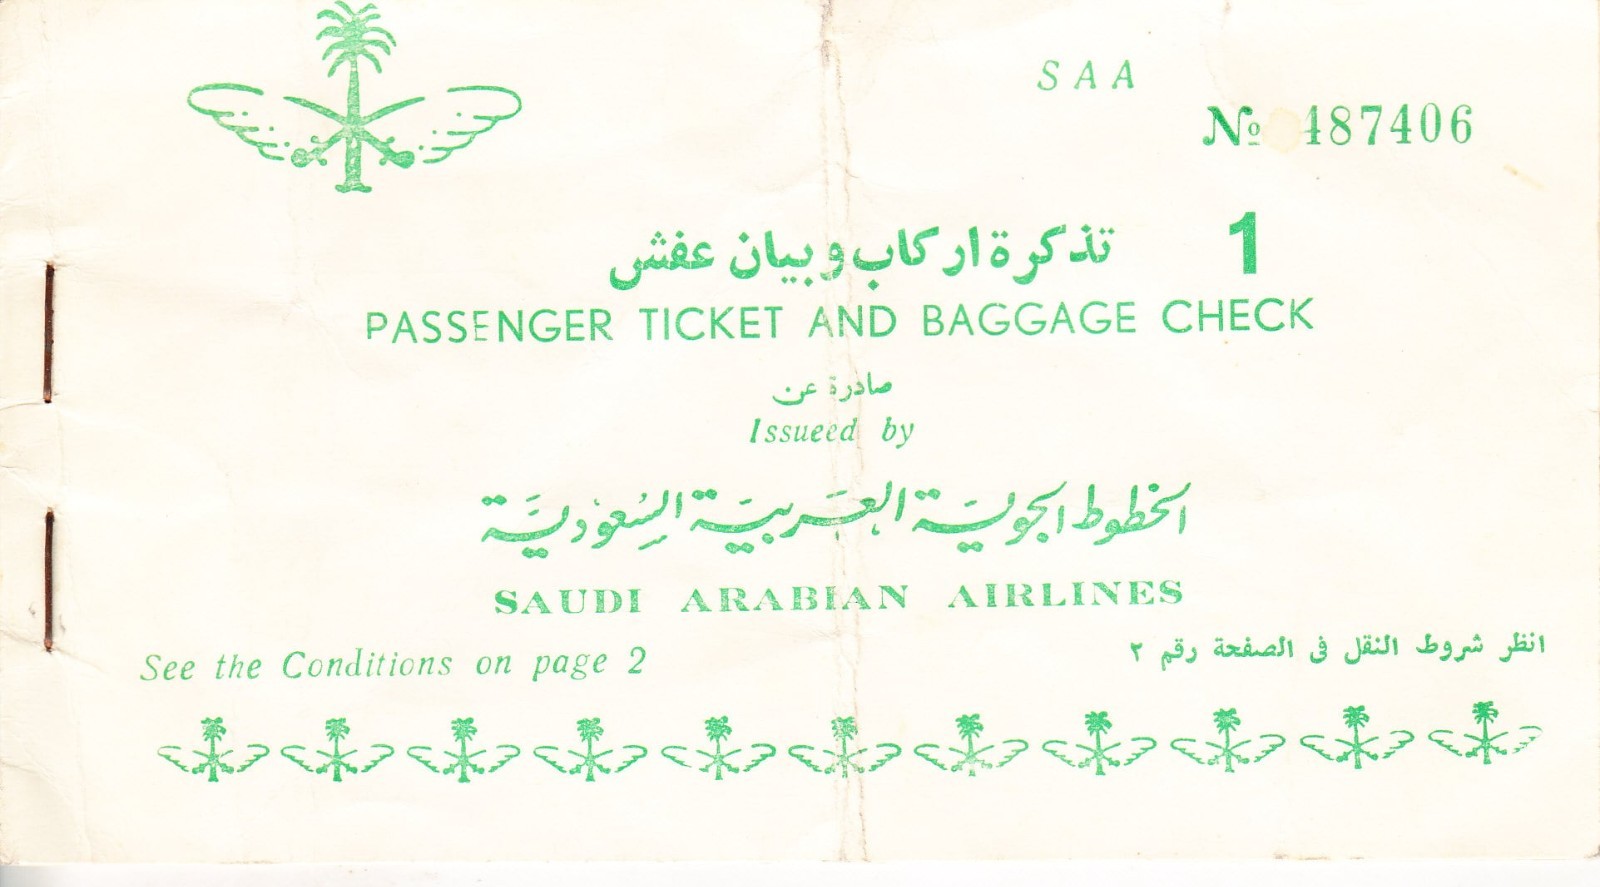 SAA
No 487406
تذكرة اركاب وبيان عفش 1
PASSENGER TICKET AND BAGGAGE CHECK
صادرة عن
Issueed by
الخطوط الجوية العربية السعودية
SAUDI ARABIAN AIRLINES
See the Conditions on page 2
انظر شروط النقل فى الصفحة رقم ٢